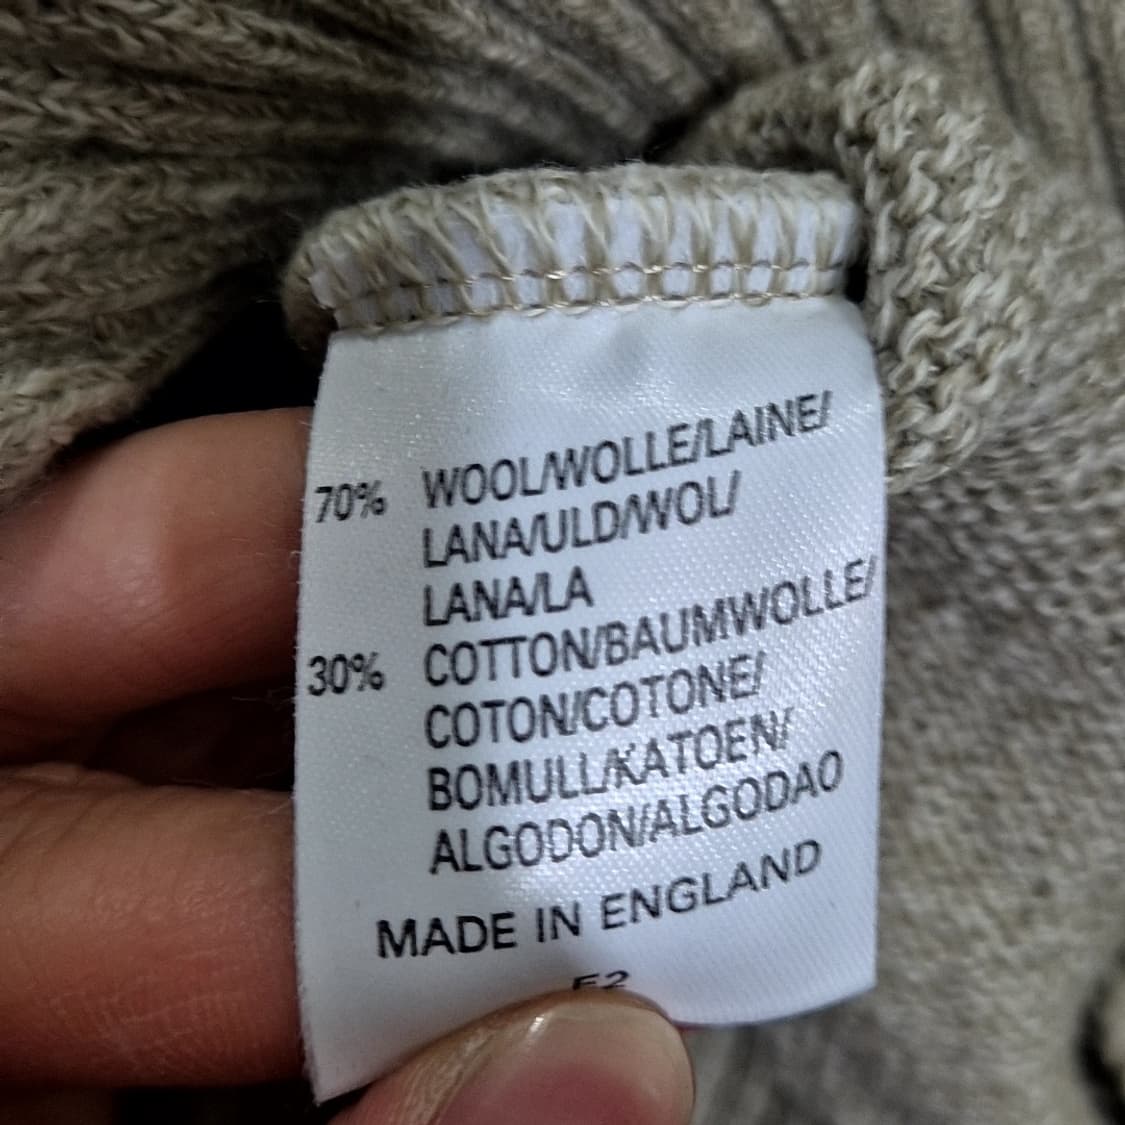 70% WOOL/WOLLE/LAINE/
LANA/ULD/WOL/
LANA/LA
30% COTTON/BAUMWOLLE/
COTON/COTONE/
BOMULL/KATOEN/
ALGODON/ALGODAO
MADE IN ENGLAND